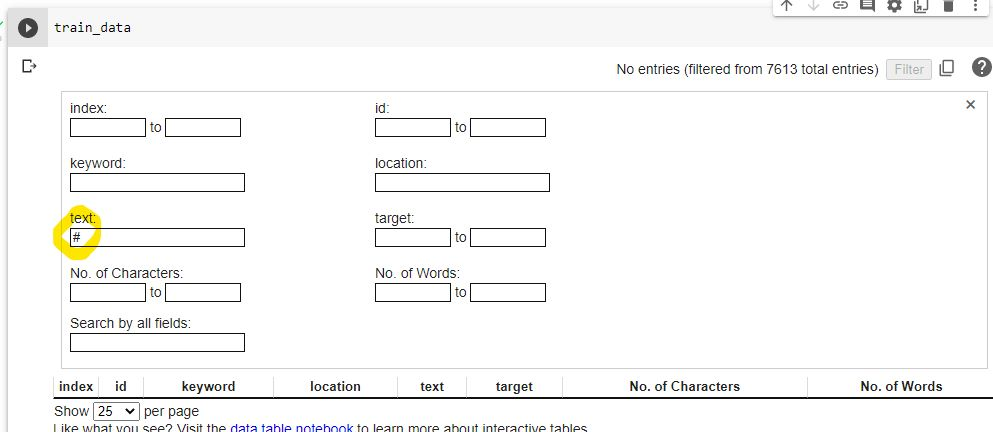 train_data
No entries (filtered from 7613 total entries) Filter ?
index: id:
to to
keyword: location:
text: target:
# to
No. of Characters: No. of Words:
to to
Search by all fields:
index id keyword location text target No. of Characters No. of Words
Show 25 per page
Like what you see? Visit the data table notebook to learn more about interactive tables.